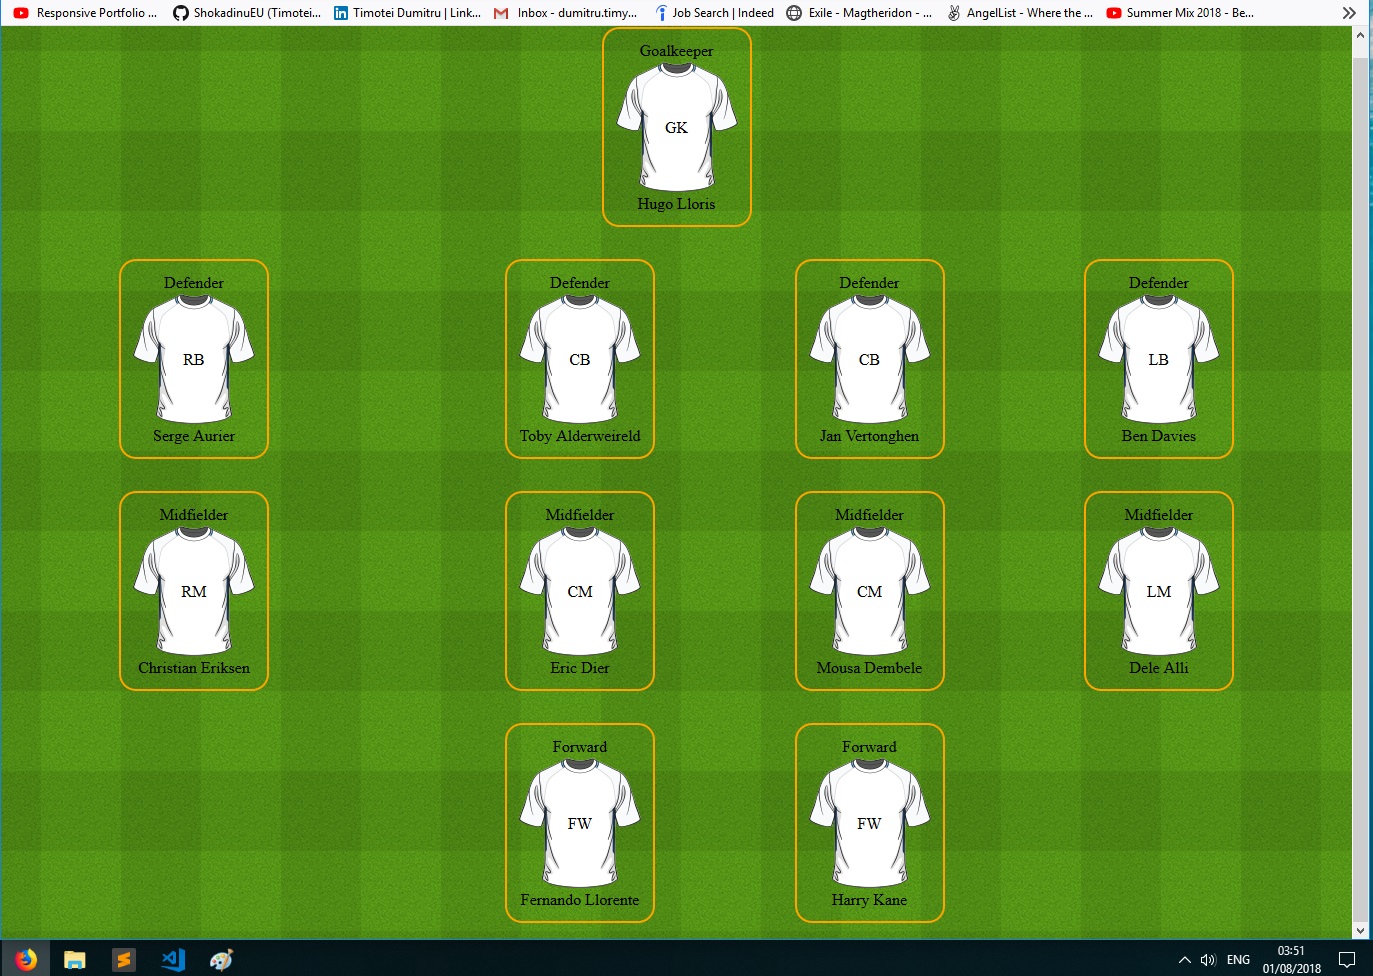 Responsive Portfolio ... ShokadinuEU (Timotei... Timotei Dumitru | Link... Inbox - dumitru.timy... Job Search | Indeed Exile - Magtheridon - ... AngelList - Where the ... Summer Mix 2018 - Be...
Goalkeeper
GK
Hugo Lloris
Defender Defender Defender Defender
RB CB CB LB
Serge Aurier Toby Alderweireld Jan Vertonghen Ben Davies
Midfielder Midfielder Midfielder Midfielder
RM CM CM LM
Christian Eriksen Eric Dier Mousa Dembele Dele Alli
Forward Forward
FW FW
Fernando Llorente Harry Kane
ENG 03:51
01/08/2018